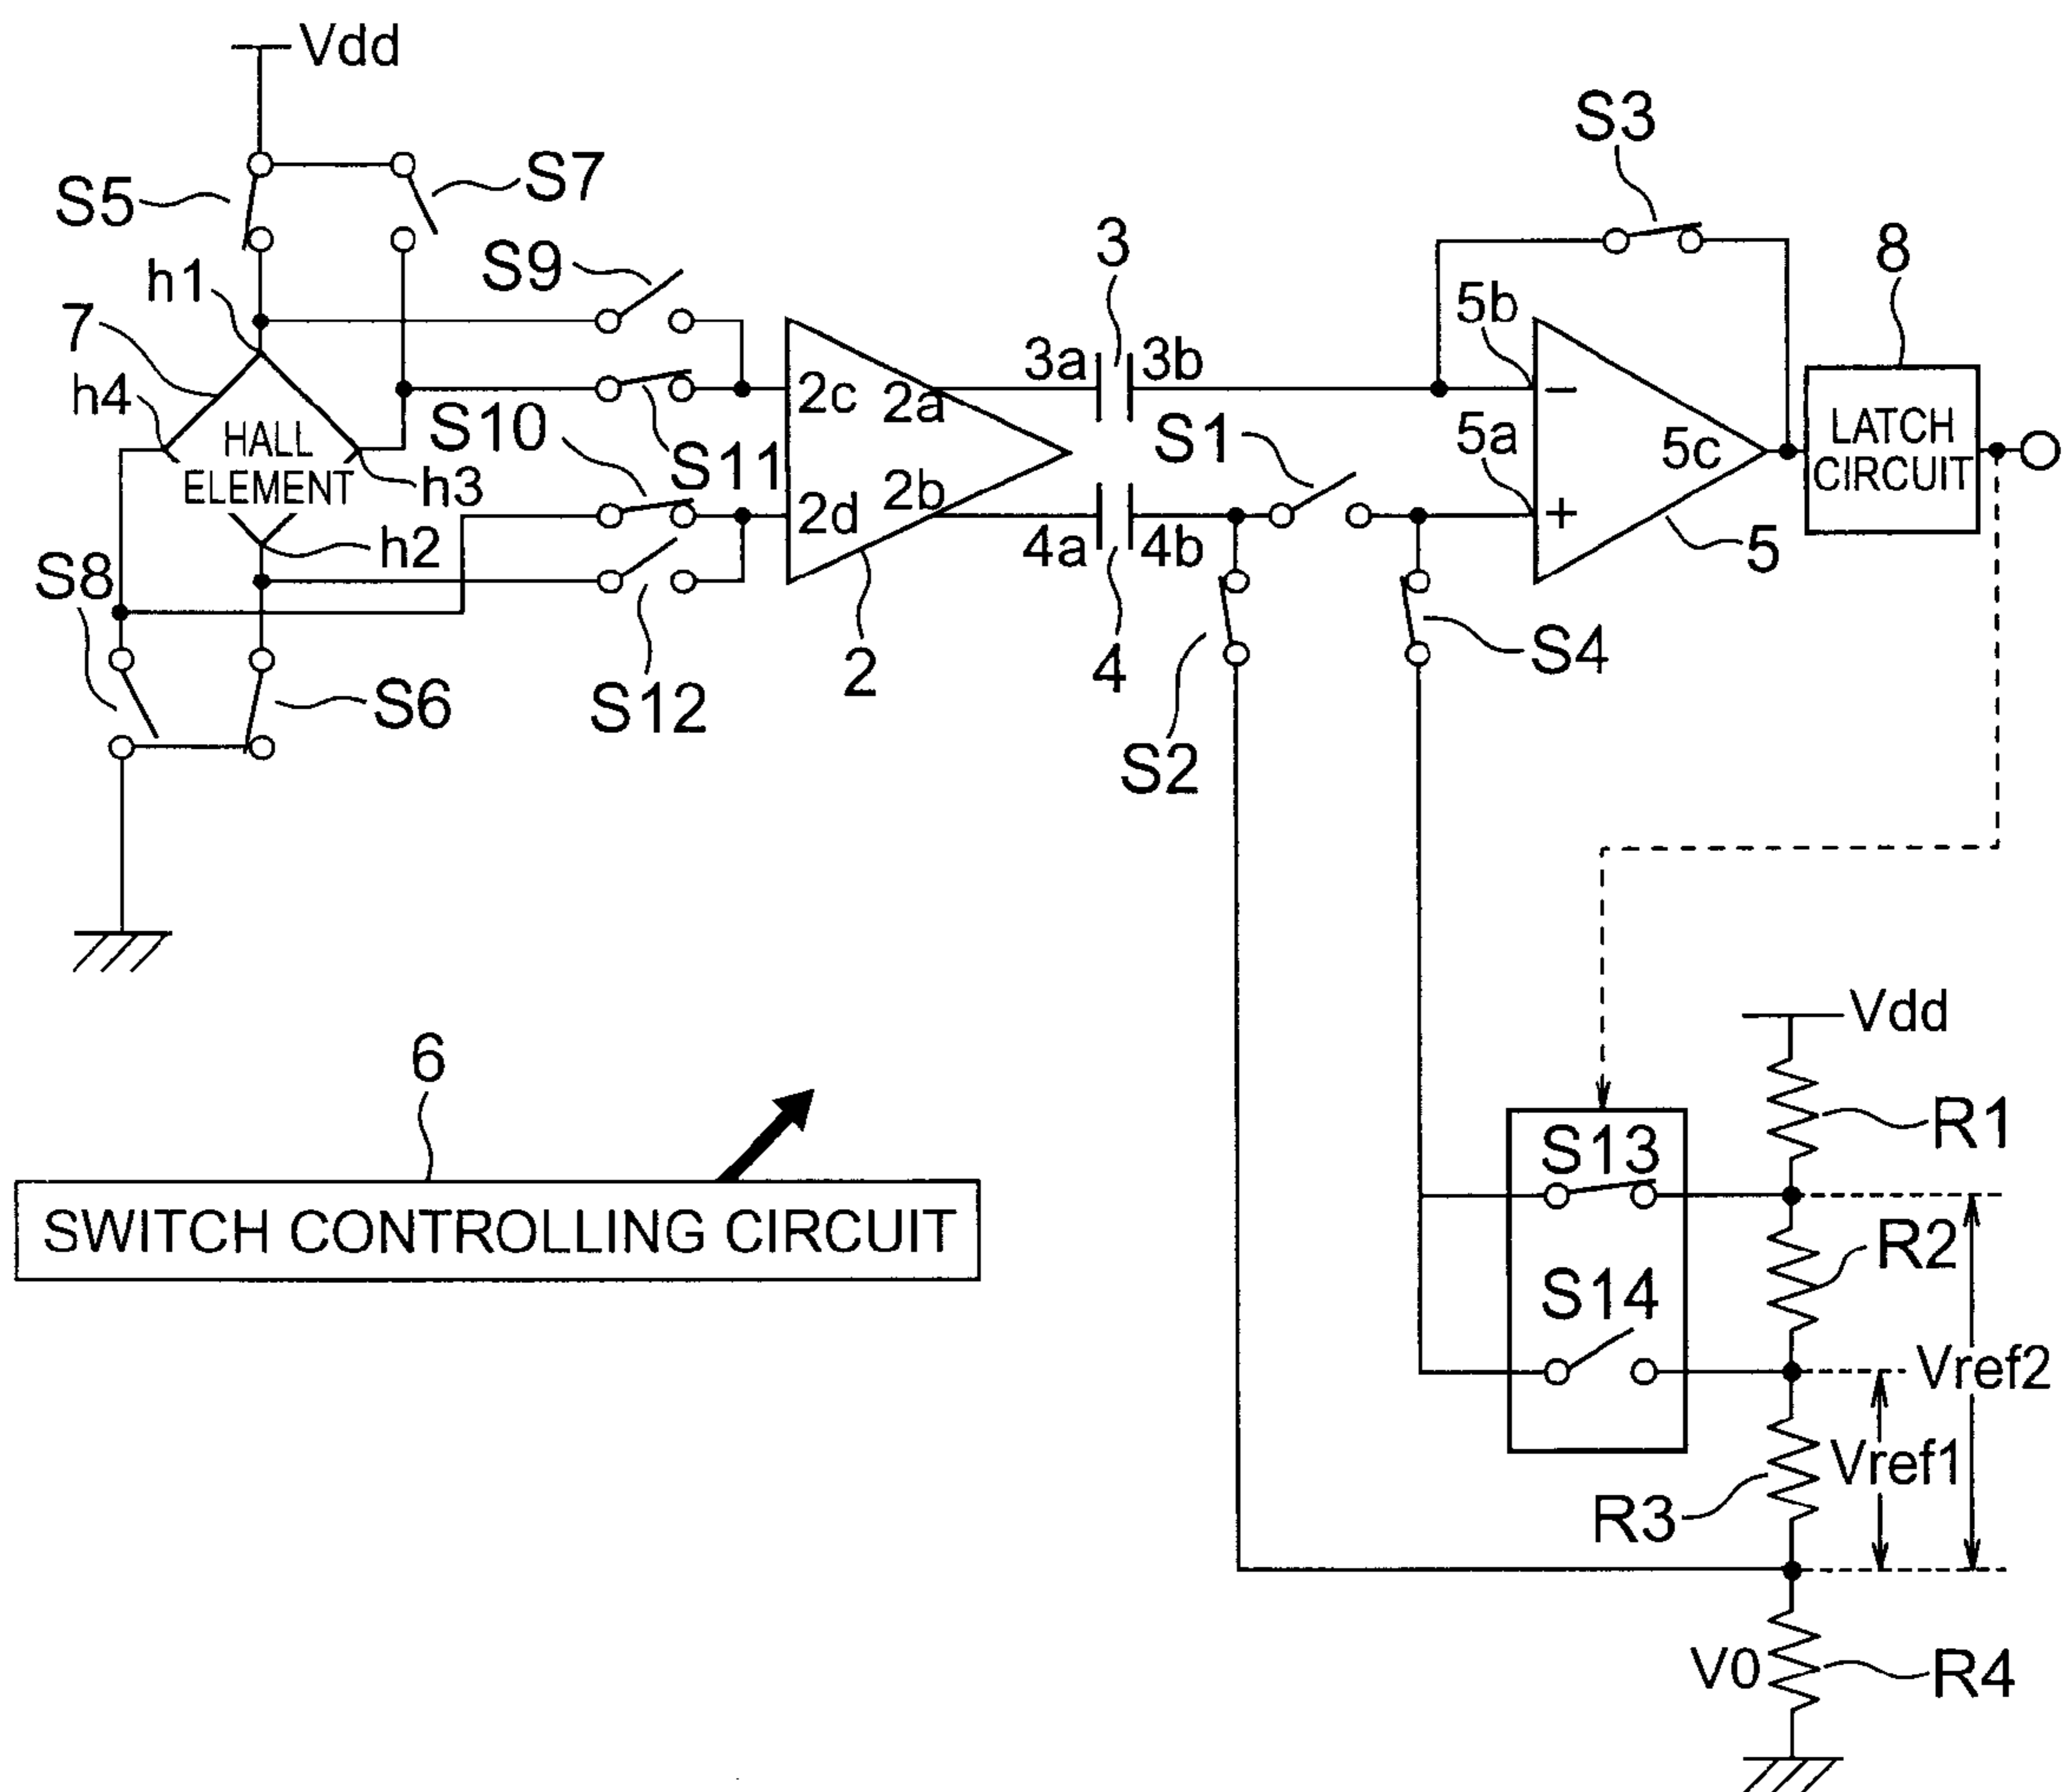 Vdd
S3
S5
S7
S9
3
8
h1
7
5b
3a
3b
h4
2c
2a
S10
S1
5a
HALL
ELEMENT
S11
5c
LATCH
CIRCUIT
h3
2d
2b
h2
4a
4b
5
S8
S12
2
4
S4
S6
S2
Vdd
6
R1
S13
SWITCH CONTROLLING CIRCUIT
R2
S14
Vref2
Vref1
R3
V0
R4